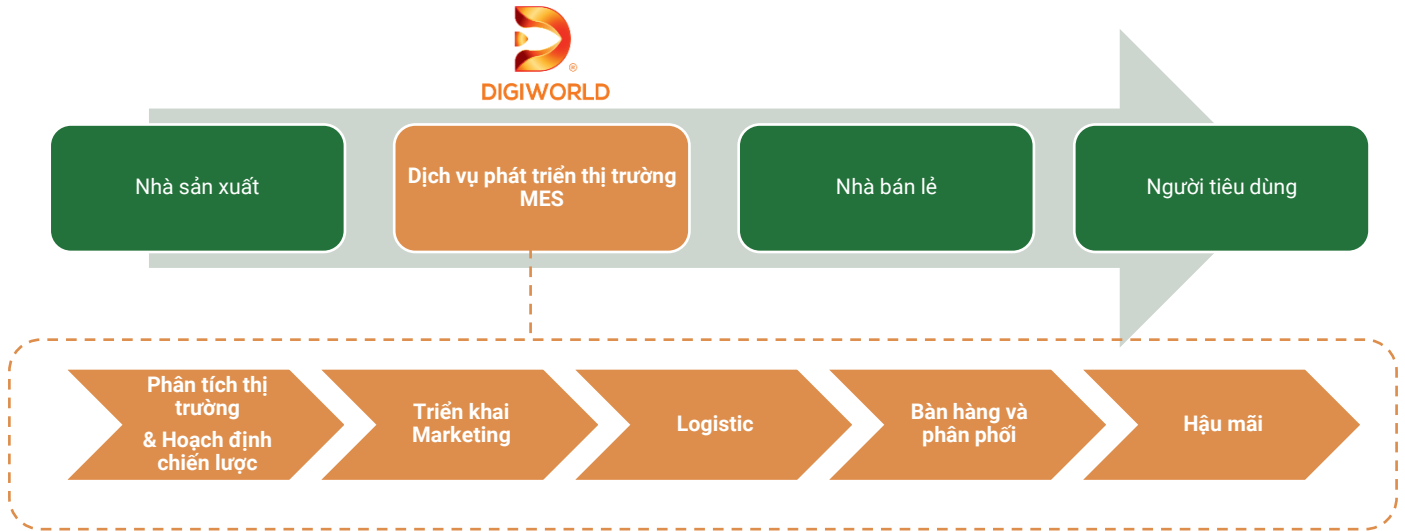 DIGIWORLD
Nhà sản xuất
Dịch vụ phát triển thị trường
MES
Nhà bán lẻ
Người tiêu dùng
Phân tích thị
trường
& Hoạch định
chiến lược
Triển khai
Marketing
Logistic
Bàn hàng và
phân phối
Hậu mãi